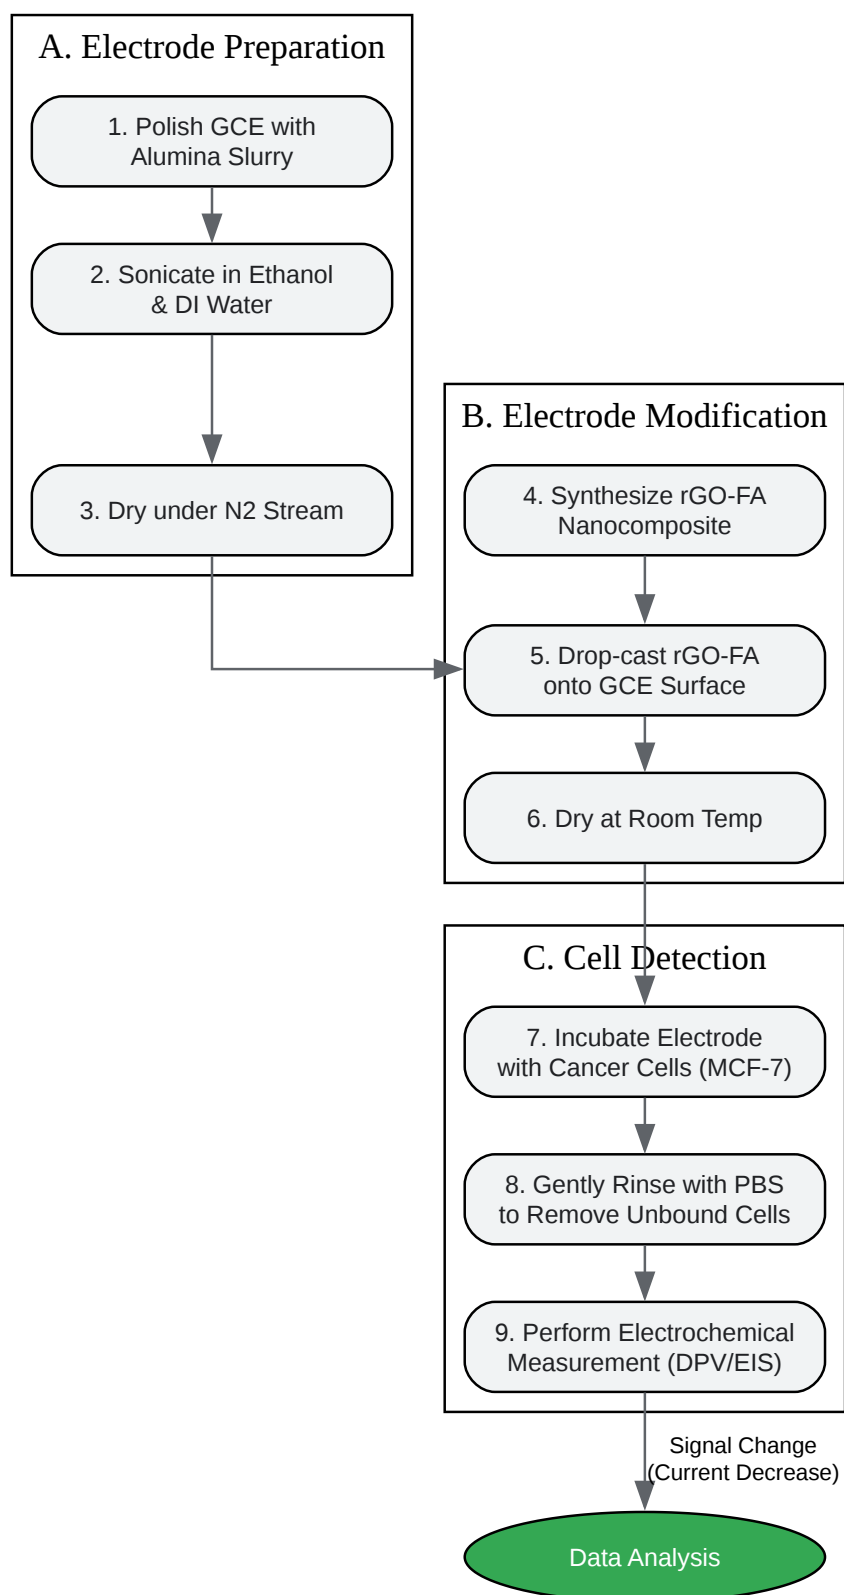 A. Electrode Preparation
1. Polish GCE with
Alumina Slurry
2. Sonicate in Ethanol
& DI Water
3. Dry under N2 Stream
B. Electrode Modification
4. Synthesize rGO-FA
Nanocomposite
5. Drop-cast rGO-FA
onto GCE Surface
6. Dry at Room Temp
C. Cell Detection
7. Incubate Electrode
with Cancer Cells (MCF-7)
8. Gently Rinse with PBS
to Remove Unbound Cells
9. Perform Electrochemical
Measurement (DPV/EIS)
Signal Change
(Current Decrease)
Data Analysis